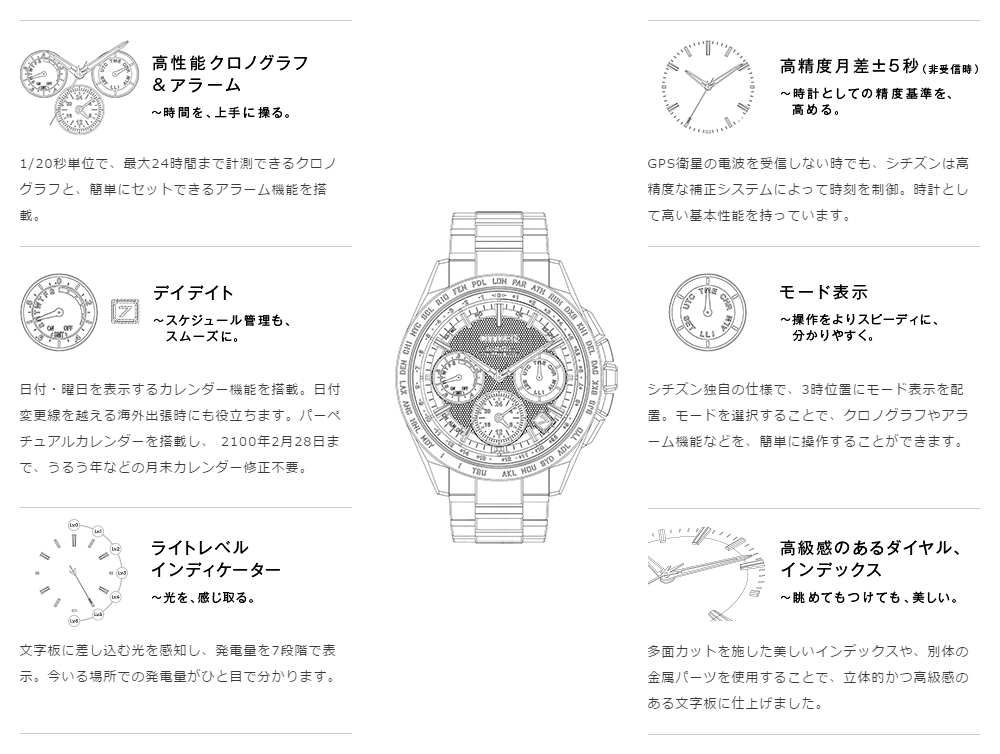 高性能クロノグラフ
&アラーム
～時間を、上手に操る。
1/20秒単位で、最大24時間まで計測できるクロノ
グラフと、簡単にセットできるアラーム機能を搭
載。
デイデイト
～スケジュール管理も、
スムーズに。
日付・曜日を表示するカレンダー機能を搭載。日付
変更線を越える海外出張時にも役立ちます。パーペ
チュアルカレンダーを搭載し、 2100年2月28日ま
で、うるう年などの月末カレンダー修正不要。
Lv0
Lv1
Lv2
Lv3
Lv4
Lv5
Lv6
ライトレベル
インディケーター
～光を、感じ取る。
文字板に差し込む光を感知し、発電量を7段階で表
示。今いる場所での発電量がひと目で分かります。
CITIZEN
高精度月差±5秒(非受信時)
～時計としての精度基準を、
高める。
GPS衛星の電波を受信しない時でも、シチズンは高
精度な補正システムによって時刻を制御。時計とし
て高い基本性能を持っています。
UTC TME CHR
SET LLI ALM
モード表示
～操作をよりスピーディに、
分かりやすく。
シチズン独自の仕様で、3時位置にモード表示を配
置。モードを選択することで、クロノグラフやアラ
ーム機能などを、簡単に操作することができます。
高級感のあるダイヤル、
インデックス
～眺めてもつけても、美しい。
多面カットを施した美しいインデックスや、別体の
金属パーツを使用することで、立体的かつ高級感の
ある文字板に仕上げました。